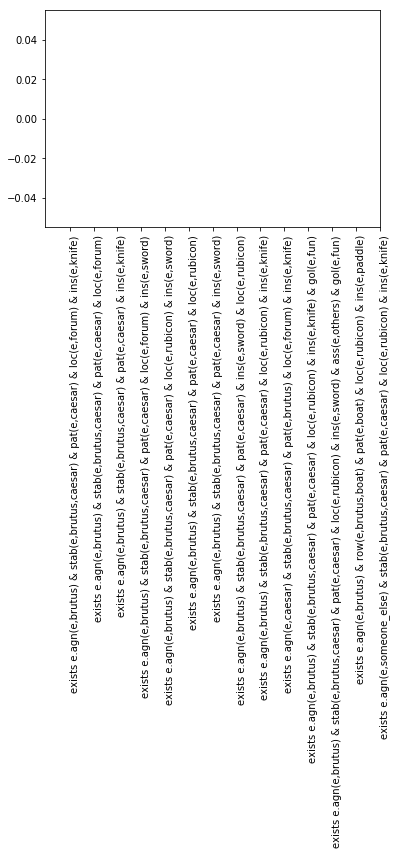 0.04
0.02
0.00
−0.02
−0.04
exists e.agn(e,brutus) & stab(e,brutus,caesar) & pat(e,caesar) & loc(e,forum) & ins(e,knife)
exists e.agn(e,brutus) & stab(e,brutus,caesar) & pat(e,caesar) & loc(e,forum)
exists e.agn(e,brutus) & stab(e,brutus,caesar) & pat(e,caesar) & ins(e,knife)
exists e.agn(e,brutus) & stab(e,brutus,caesar) & pat(e,caesar) & loc(e,forum) & ins(e,sword)
exists e.agn(e,brutus) & stab(e,brutus,caesar) & pat(e,caesar) & loc(e,rubicon) & ins(e,sword)
exists e.agn(e,brutus) & stab(e,brutus,caesar) & pat(e,caesar) & loc(e,rubicon)
exists e.agn(e,brutus) & stab(e,brutus,caesar) & pat(e,caesar) & ins(e,sword)
exists e.agn(e,brutus) & stab(e,brutus,caesar) & ins(e,sword) & loc(e,rubicon)
exists e.agn(e,brutus) & stab(e,brutus,caesar) & pat(e,caesar) & loc(e,rubicon) & ins(e,knife)
exists e.agn(e,caesar) & stab(e,brutus,caesar) & pat(e,brutus) & loc(e,forum) & ins(e,knife)
exists e.agn(e,brutus) & stab(e,brutus,caesar) & pat(e,caesar) & loc(e,rubicon) & ins(e,knife) & gol(e,fun)
exists e.agn(e,brutus) & stab(e,brutus,caesar) & pat(e,caesar) & loc(e,rubicon) & ins(e,sword) & ass(e,others) & gol(e,fun)
exists e.agn(e,brutus) & row(e,brutus,boat) & pat(e,boat) & loc(e,rubicon) & ins(e,paddle)
exists e.agn(e,someone_else) & stab(e,brutus,caesar) & pat(e,caesar) & loc(e,rubicon) & ins(e,knife)